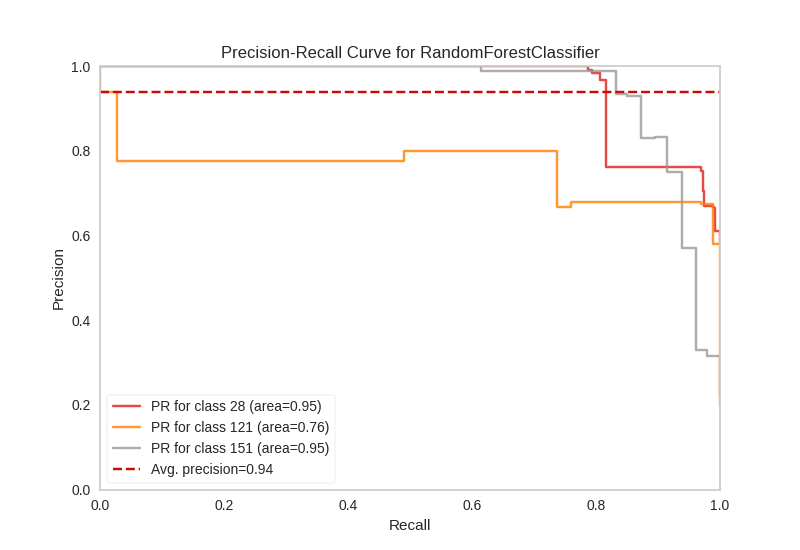 Precision-Recall Curve for RandomForestClassifier
1.0
0.8
0.6
0.4
0.2
0.0
Precision
PR for class 28 (area=0.95)
PR for class 121 (area=0.76)
PR for class 151 (area=0.95)
Avg. precision=0.94
0.0 0.2 0.4 0.6 0.8 1.0
Recall